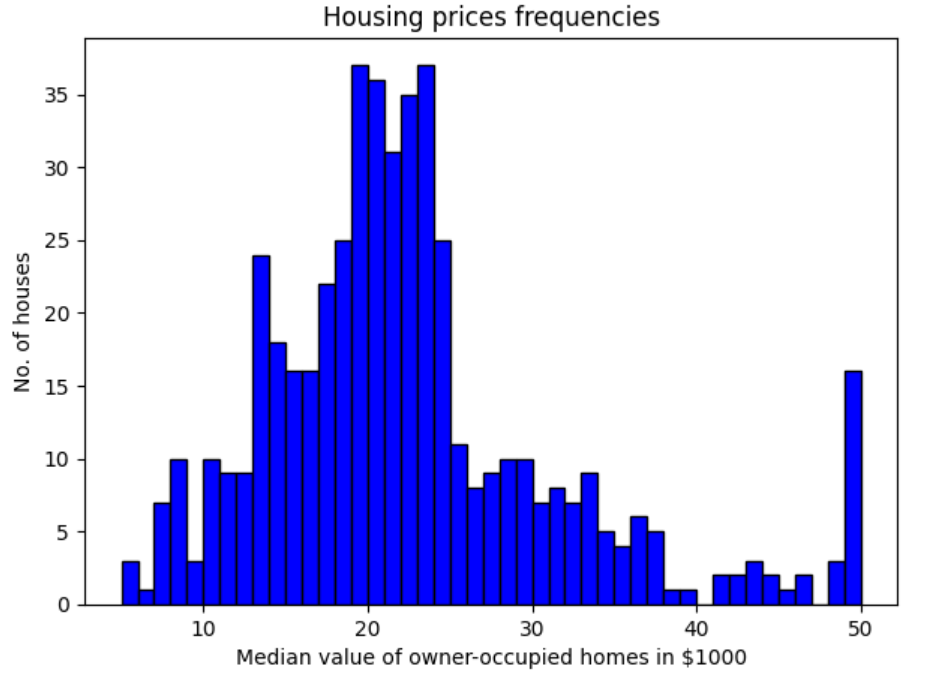 Housing prices frequencies
35
30
25
20
15
10
5
0
No. of houses
10 20 30 40 50
Median value of owner-occupied homes in $1000